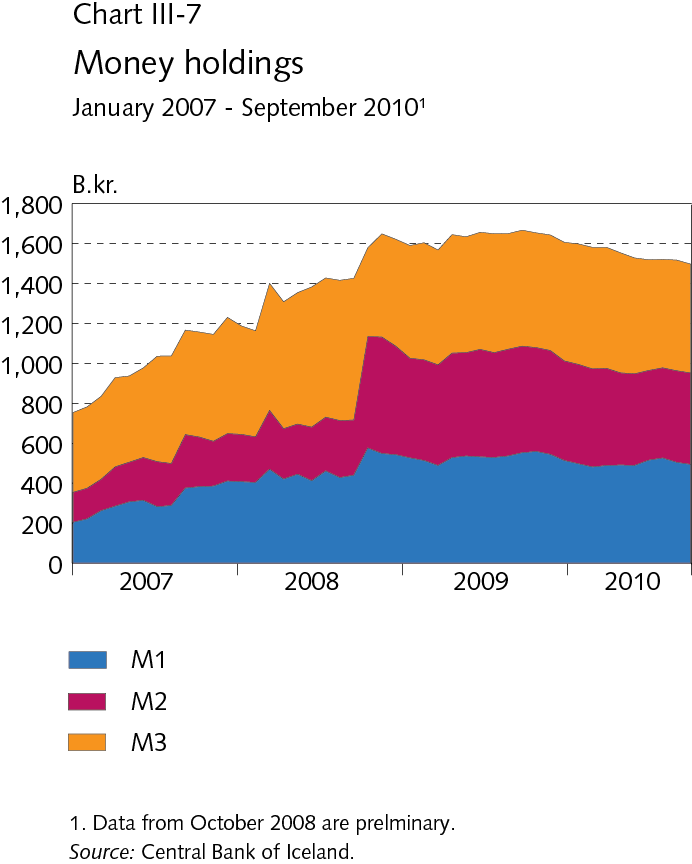 Chart III-7
Money holdings
January 2007 - September 2010¹
B.kr.
1,800
1,600
1,400
1,200
1,000
800
600
400
200
0
2007 2008 2009 2010
M1
M2
M3
1. Data from October 2008 are prelminary.
Source: Central Bank of Iceland.